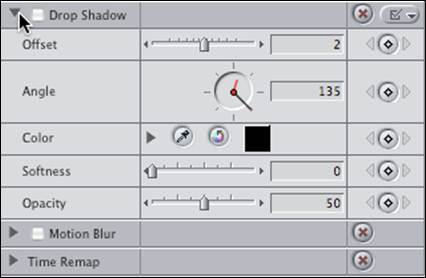 Drop Shadow
Offset 2
Angle 135
Color
Softness 0
Opacity 50
Motion Blur
Time Remap